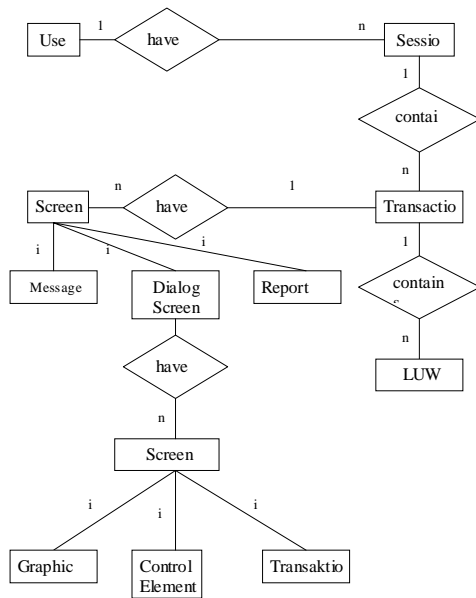 1
n
Use
have
Sessio
1
contai
n
n
1
Screen
have
Transactio
i
i
i
1
Message
Dialog
Screen
Report
contain
n
have
LUW
n
Screen
i
i
i
Graphic
Control
Element
Transaktio